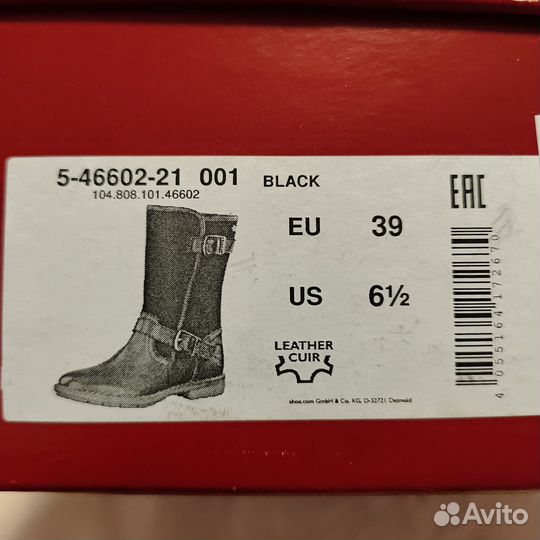 5-46602-21 001 BLACK
104.808.101.46602
EAC
EU 39
US 6½
LEATHER
CUIR
shoe.com GmbH & Co. KG, D-32721 Detmold
4 055164 172670
Avito